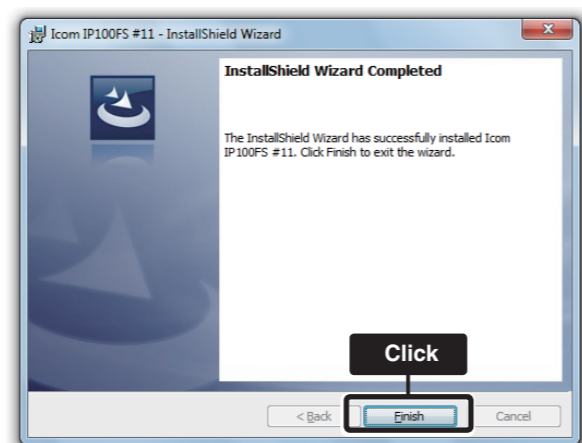 Icom IP100FS #11 - InstallShield Wizard
InstallShield Wizard Completed
The InstallShield Wizard has successfully installed Icom
IP100FS #11. Click Finish to exit the wizard.
Click
< Back Finish Cancel